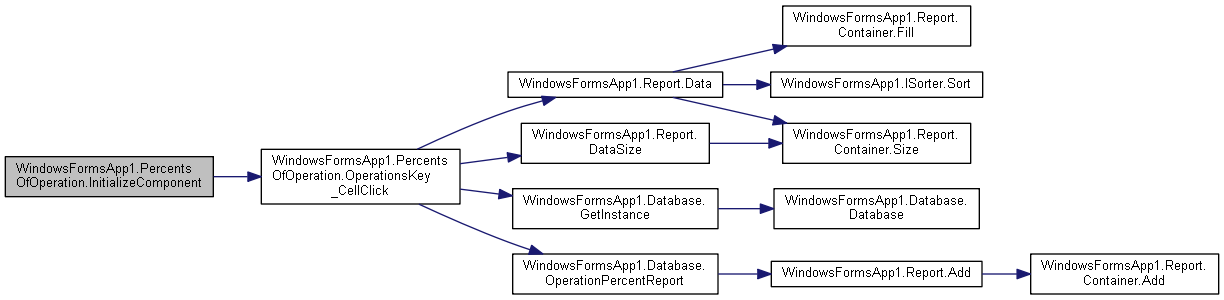 WindowsFormsApp1.Percents
OfOperation.InitializeComponent
WindowsFormsApp1.Percents
OfOperation.OperationsKey
_CellClick
WindowsFormsApp1.Report.Data
WindowsFormsApp1.Report.
DataSize
WindowsFormsApp1.Database.
GetInstance
WindowsFormsApp1.Database.
OperationPercentReport
WindowsFormsApp1.Report.
Container.Fill
WindowsFormsApp1.ISorter.Sort
WindowsFormsApp1.Report.
Container.Size
WindowsFormsApp1.Database.
Database
WindowsFormsApp1.Report.Add
WindowsFormsApp1.Report.
Container.Add